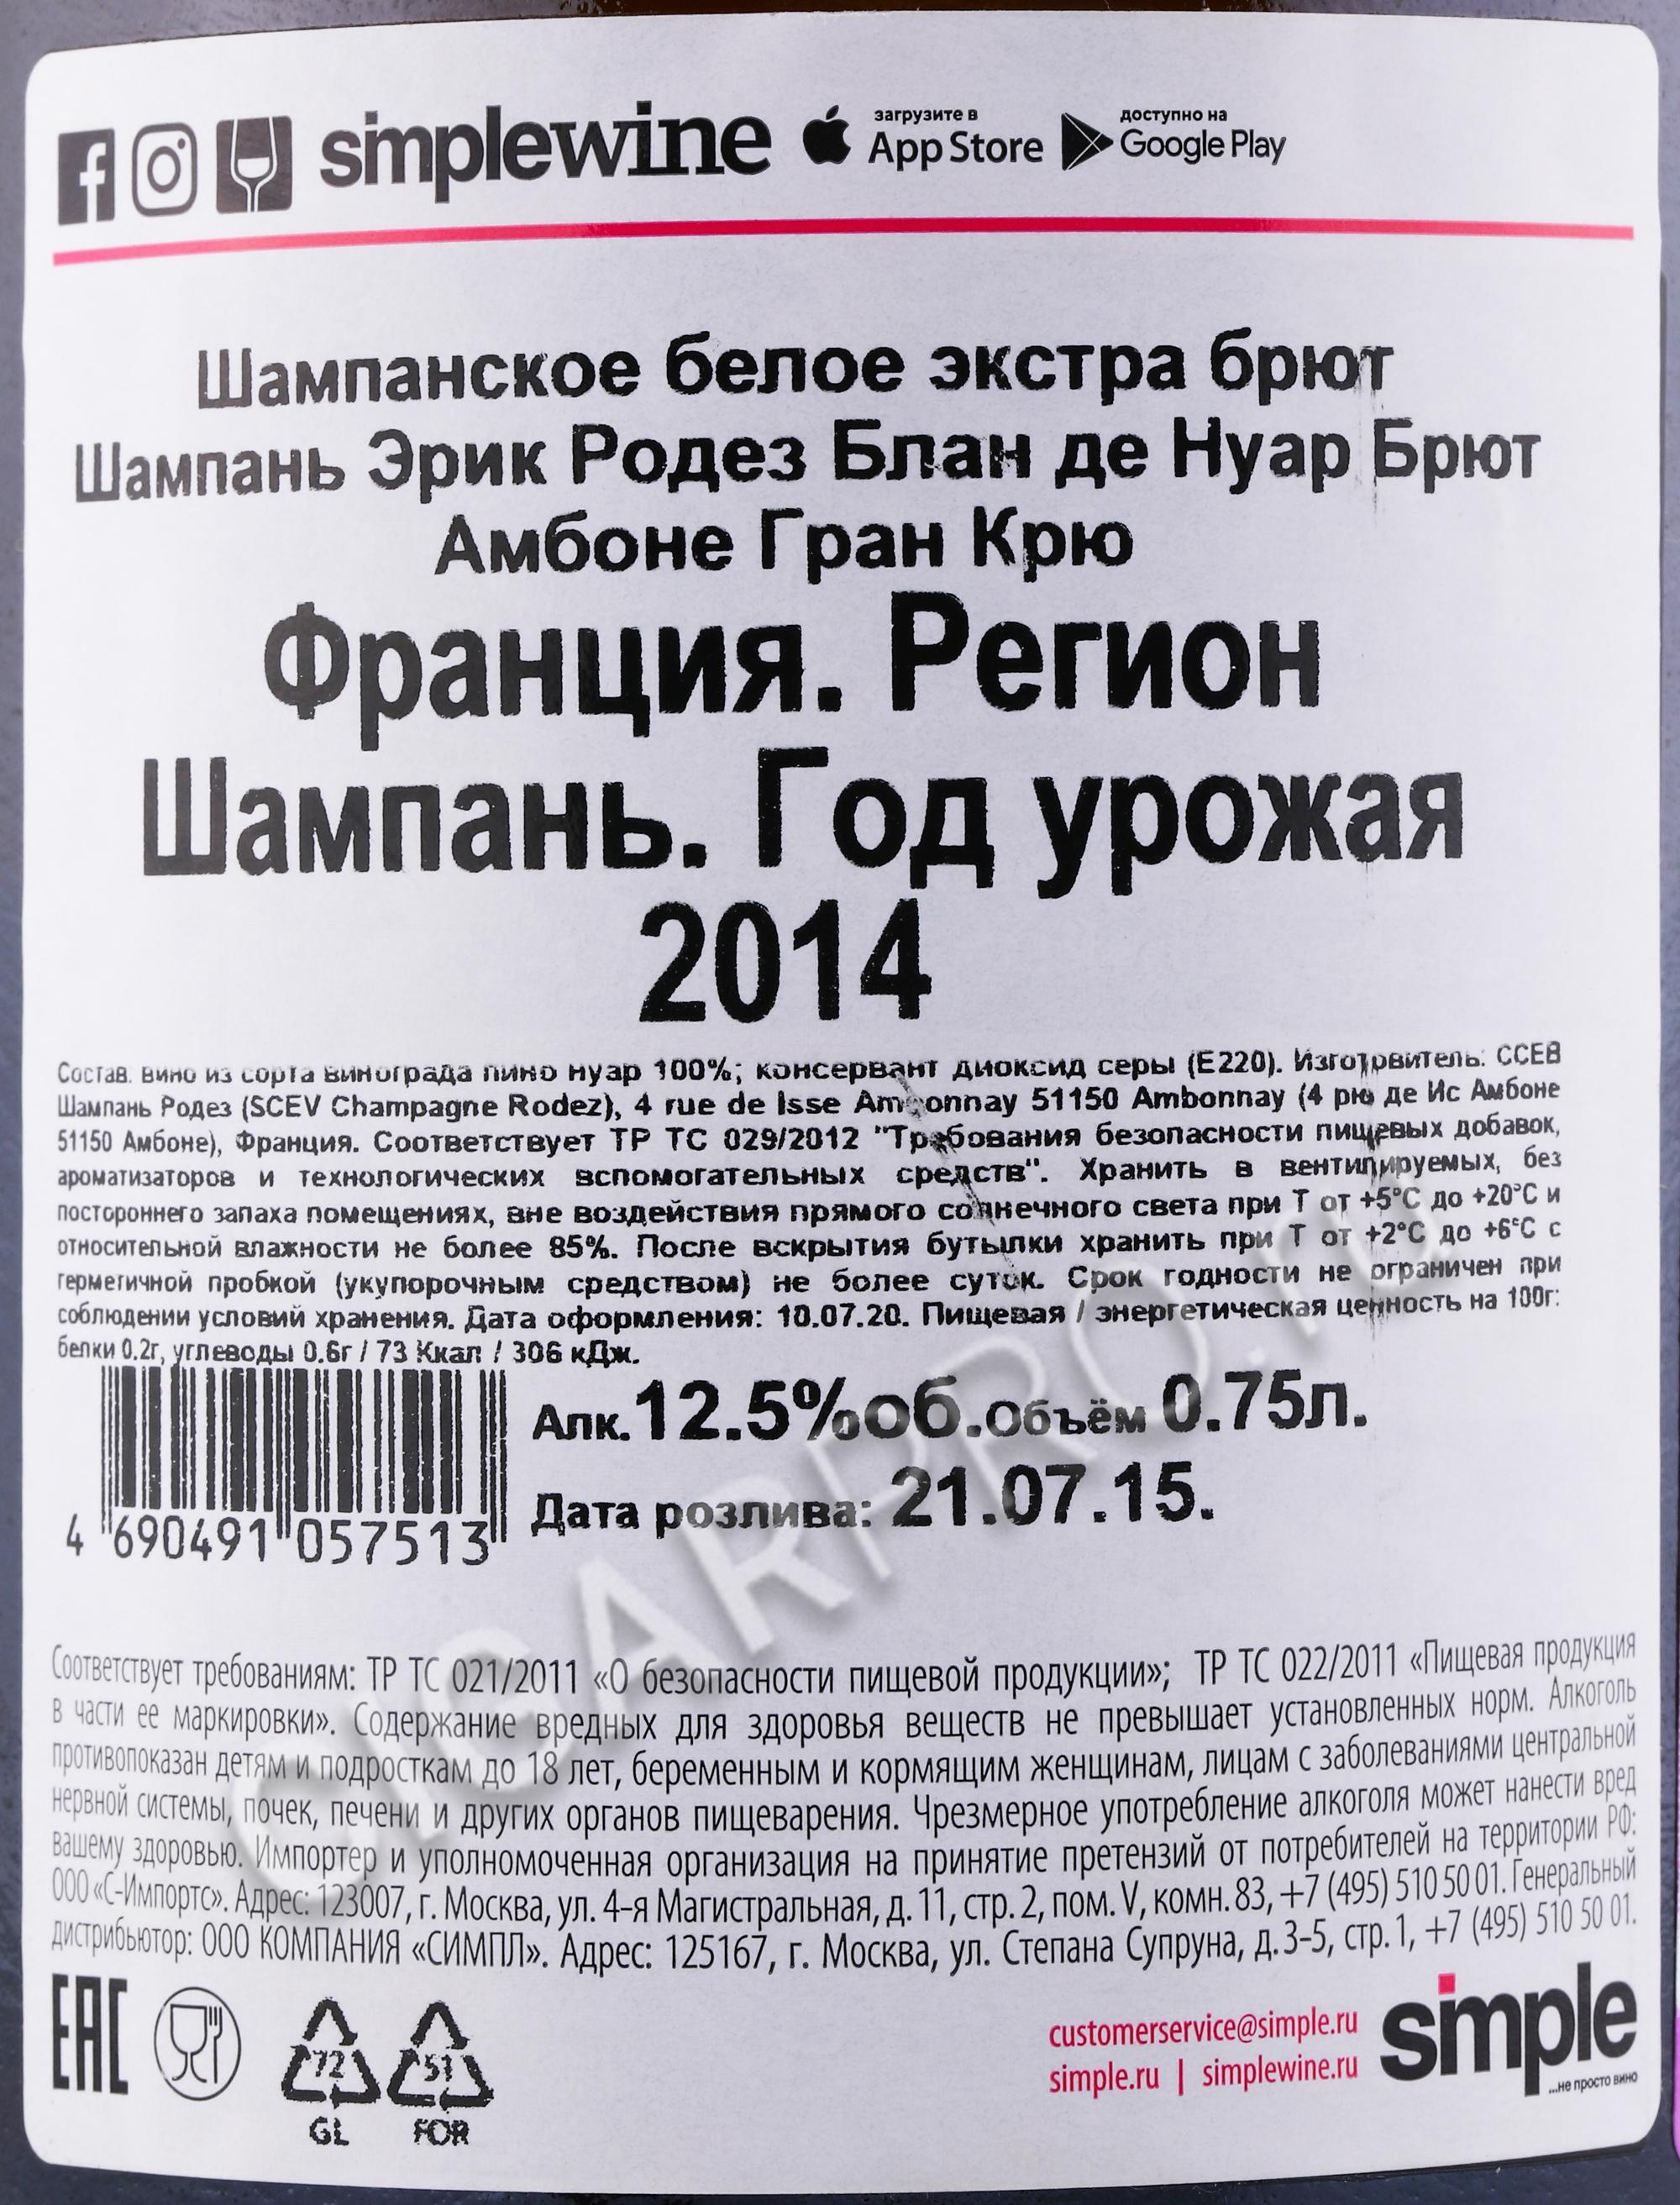 simplewine
загрузите в
App Store
доступно на
Google Play
Шампанское белое экстра брют
Шампань Эрик Родез Блан де Нуар Брют
Амбоне Гран Крю
Франция. Регион
Шампань. Год урожая
2014
Состав: вино из сорта винограда пино нуар 100%; консервант диоксид серы (Е220). Изготовитель: ССЕВ
Шампань Родез (SCEV Champagne Rodez), 4 rue de Isse Ambonnay 51150 Ambonnay (4 рю де Ис Амбоне
51150 Амбоне), Франция. Соответствует ТР ТС 029/2012 "Требования безопасности пищевых добавок,
ароматизаторов и технологических вспомогательных средств". Хранить в вентилируемых, без
постороннего запаха помещениях, вне воздействия прямого солнечного света при Т от +5°С до +20°С и
относительной влажности не более 85%. После вскрытия бутылки хранить при Т от +2°С до +6°С с
герметичной пробкой (укупорочным средством) не более суток. Срок годности не ограничен при
соблюдении условий хранения. Дата оформления: 10.07.20. Пищевая / энергетическая ценность на 100г:
белки 0.2г, углеводы 0.6г / 73 Ккал / 306 кДж.
Алк. 12.5%об. Объём 0.75л.
Дата розлива: 21.07.15.
4 690491 057513
Соответствует требованиям: ТР ТС 021/2011 «О безопасности пищевой продукции»; ТР ТС 022/2011 «Пищевая продукция
в части ее маркировки». Содержание вредных для здоровья веществ не превышает установленных норм. Алкоголь
противопоказан детям и подросткам до 18 лет, беременным и кормящим женщинам, лицам с заболеваниями центральной
нервной системы, почек, печени и других органов пищеварения. Чрезмерное употребление алкоголя может нанести вред
вашему здоровью. Импортер и уполномоченная организация на принятие претензий от потребителей на территории РФ:
ООО «С-Импортс». Адрес: 123007, г. Москва, ул. 4-я Магистральная, д. 11, стр. 2, пом. V, комн. 83, +7 (495) 510 50 01. Генеральный
дистрибьютор: ООО КОМПАНИЯ «СИМПЛ». Адрес: 125167, г. Москва, ул. Степана Супруна, д. 3-5, стр. 1, +7 (495) 510 50 01.
EAC
72
GL
51
FOR
customerservice@simple.ru
simple.ru | simplewine.ru
simple
...не просто вино
CIGARPRO.RU